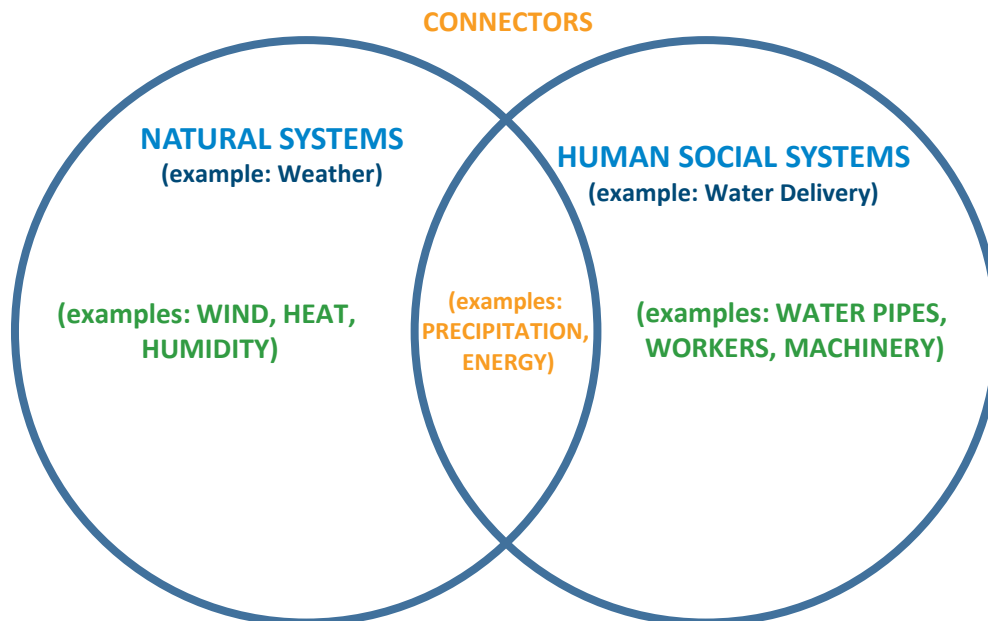 CONNECTORS
NATURAL SYSTEMS
(example: Weather)
HUMAN SOCIAL SYSTEMS
(example: Water Delivery)
(examples: WIND, HEAT,
HUMIDITY)
(examples:
PRECIPITATION,
ENERGY)
(examples: WATER PIPES,
WORKERS, MACHINERY)